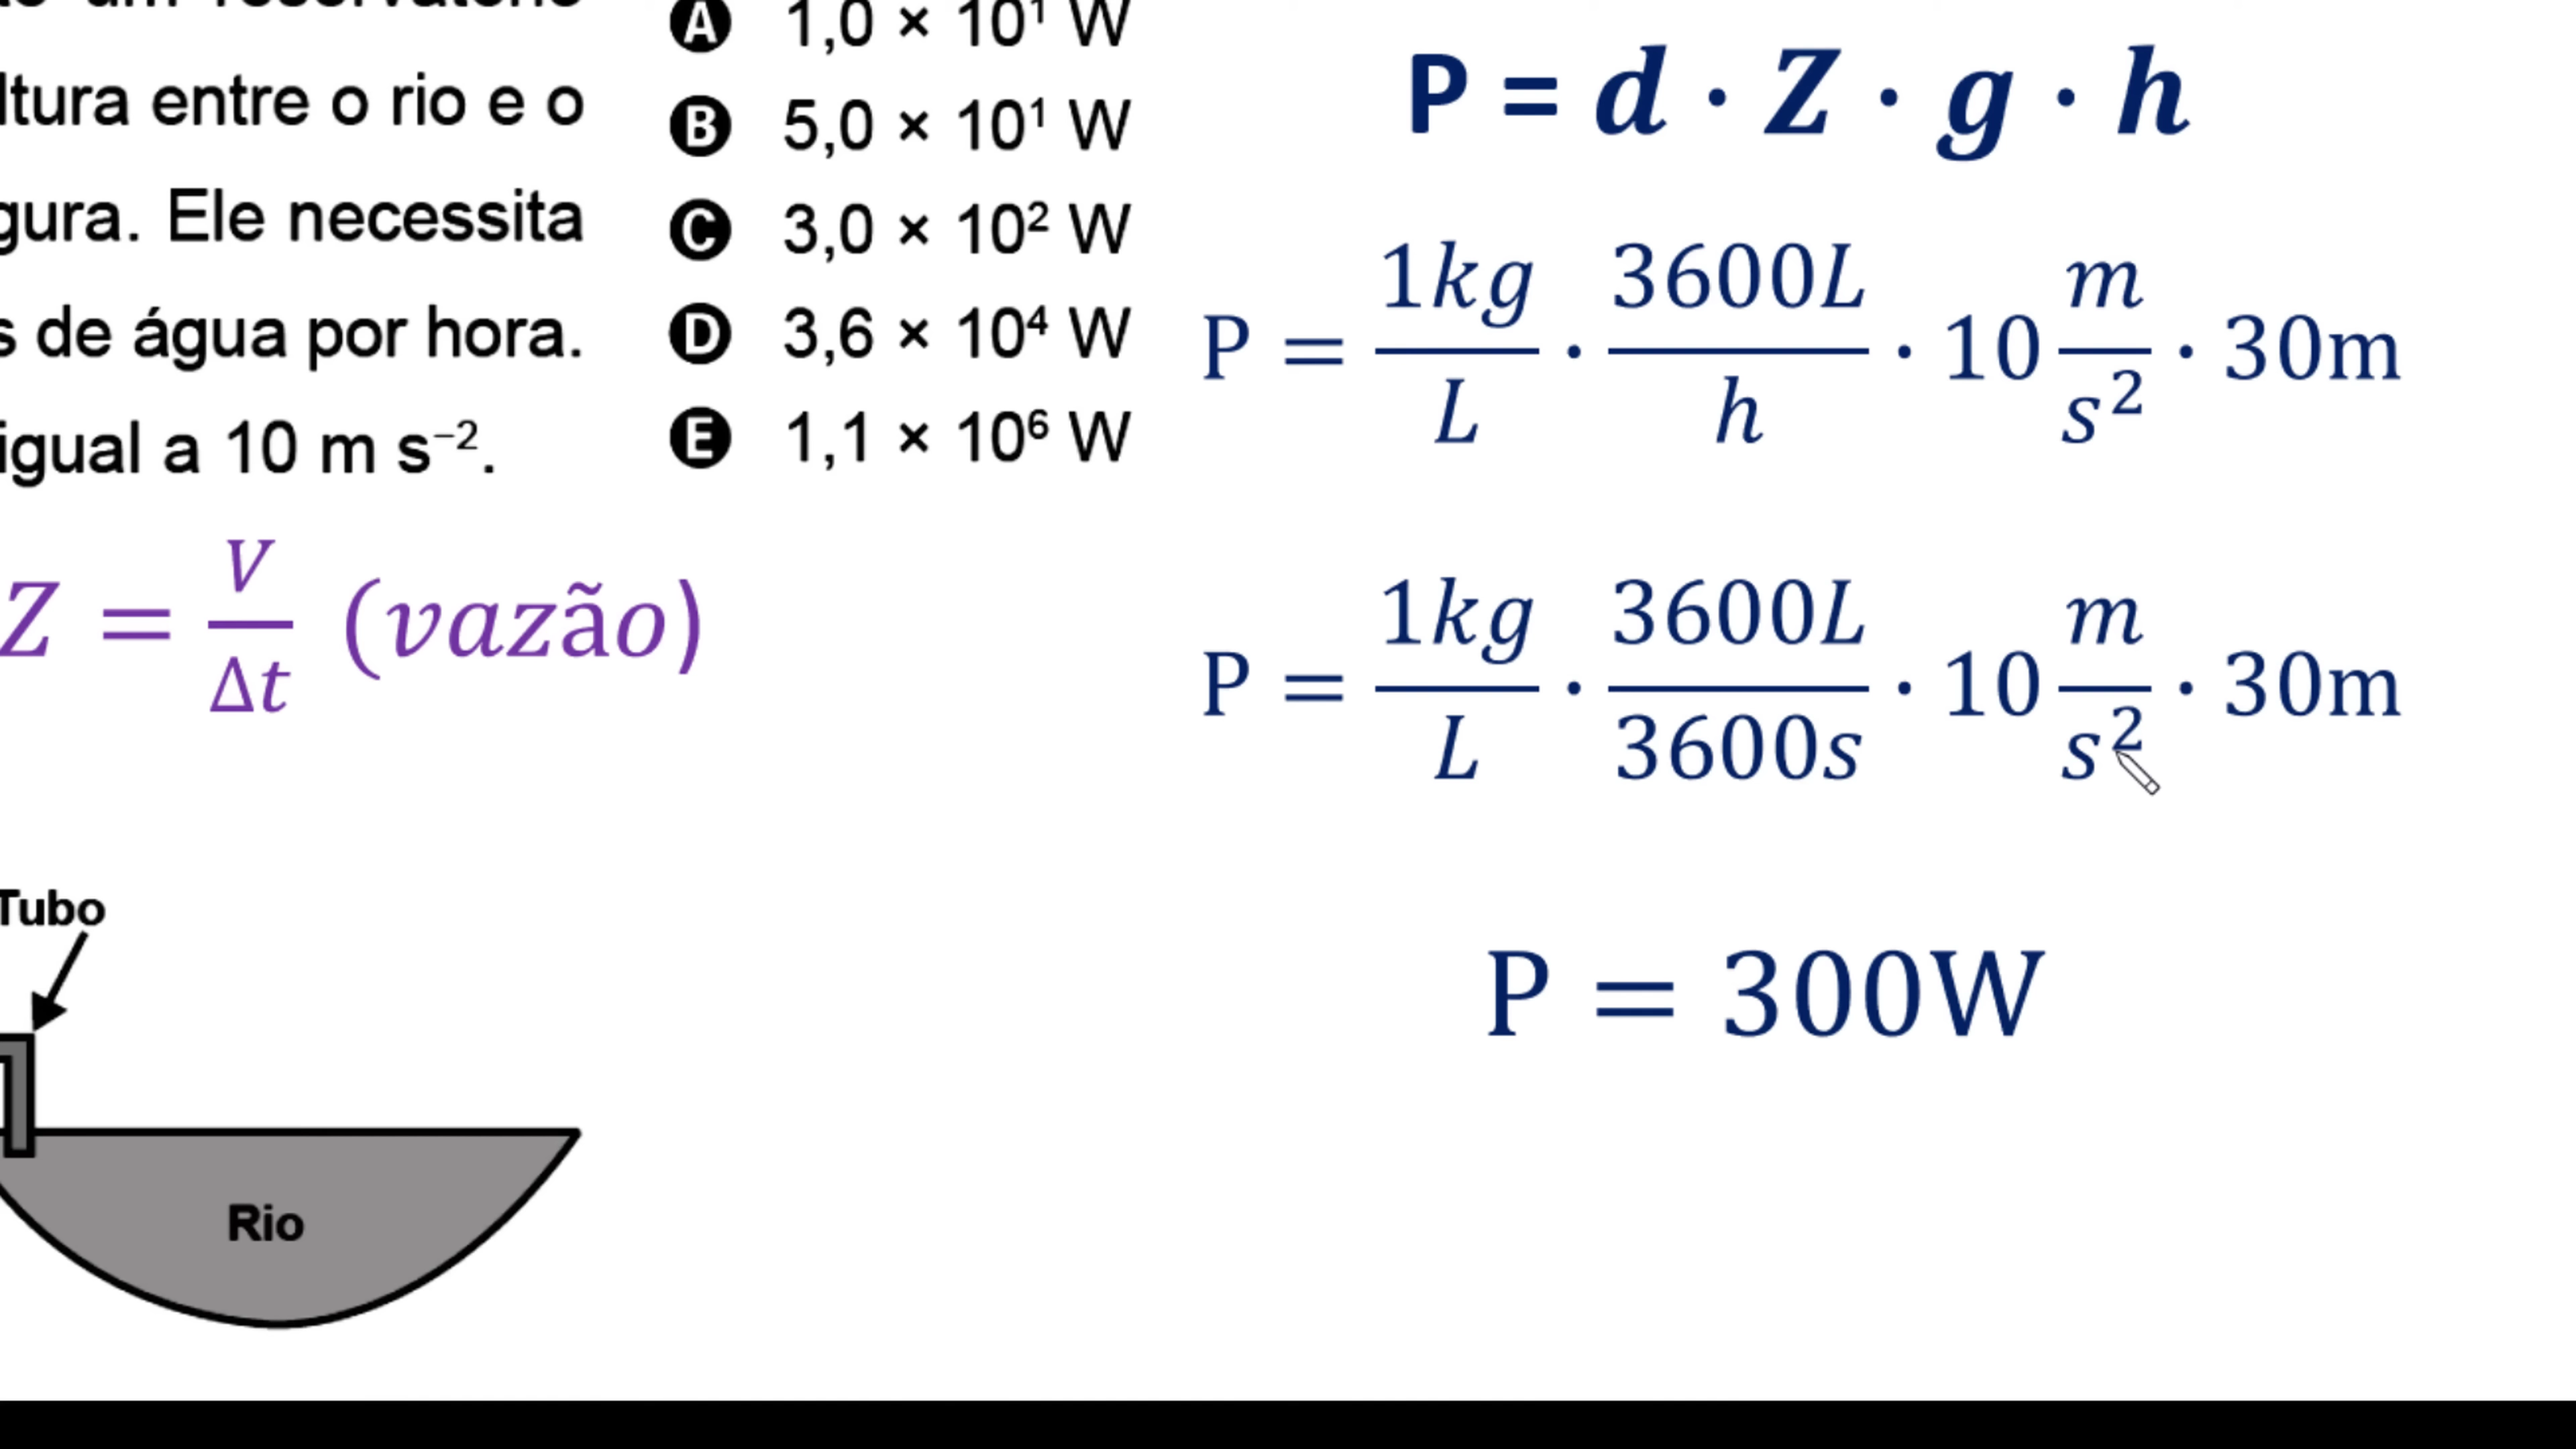 um reservatório
ltura entre o rio e o
gura. Ele necessita
s de água por hora.
igual a 10 m s⁻².
A 1,0 × 10¹ W
B 5,0 × 10¹ W
C 3,0 × 10² W
D 3,6 × 10⁴ W
E 1,1 × 10⁶ W
Z = V/Δt (vazão)
Tubo
Rio
P = d · Z · g · h
P = 1kg/L · 3600L/h · 10 m/s² · 30m
P = 1kg/L · 3600L/3600s · 10 m/s² · 30m
P = 300W